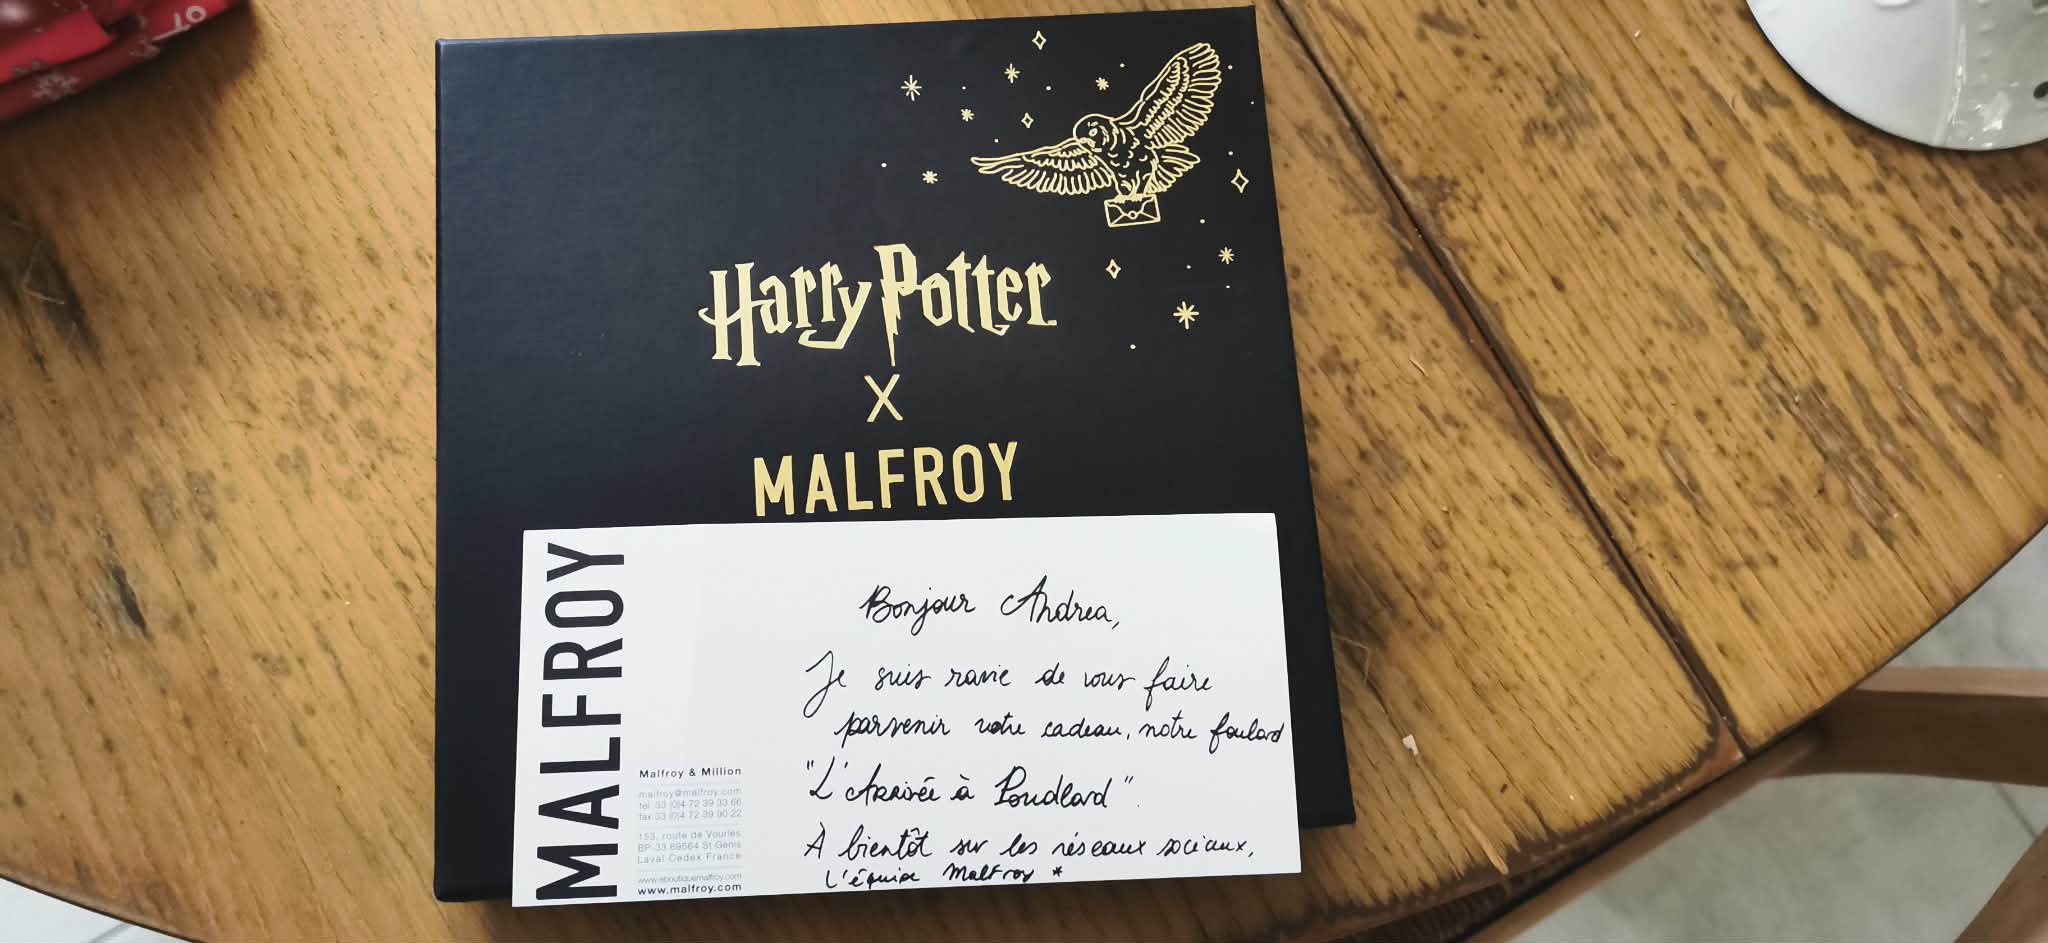 Harry Potter
X
MALFROY
MALFROY
Malfroy & Million
malfroy@malfroy.com
tel 33 (0)4 72 39 33 66
fax 33 (0)4 72 39 90 22
153, route de Vourles
BP-33 69564 St Genis
Laval Cedex France
www.eboutiquemalfroy.com
www.malfroy.com
Bonjour Andrea,
Je suis ravie de vous faire
parvenir votre cadeau, notre foulard
"L'Arrivée à Poudlard".
À bientôt sur les réseaux sociaux,
L'équipe Malfroy *
07